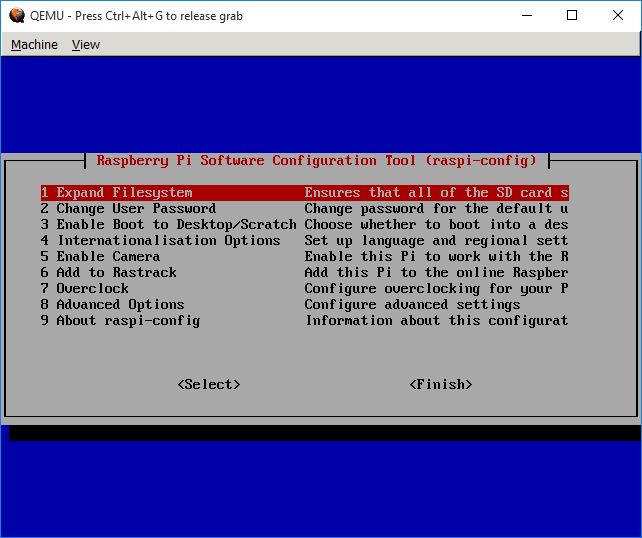 QEMU - Press Ctrl+Alt+G to release grab
Machine View
Raspberry Pi Software Configuration Tool (raspi-config)
1 Expand Filesystem Ensures that all of the SD card s
2 Change User Password Change password for the default u
3 Enable Boot to Desktop/Scratch Choose whether to boot into a des
4 Internationalisation Options Set up language and regional sett
5 Enable Camera Enable this Pi to work with the R
6 Add to Rastrack Add this Pi to the online Raspber
7 Overclock Configure overclocking for your P
8 Advanced Options Configure advanced settings
9 About raspi-config Information about this configurat
<Select> <Finish>